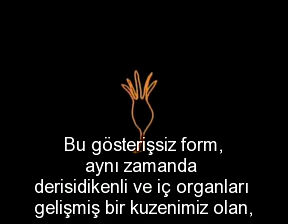 Bu gösterişsiz form,
aynı zamanda
derisidikenli ve iç organları
gelişmiş bir kuzenimiz olan,